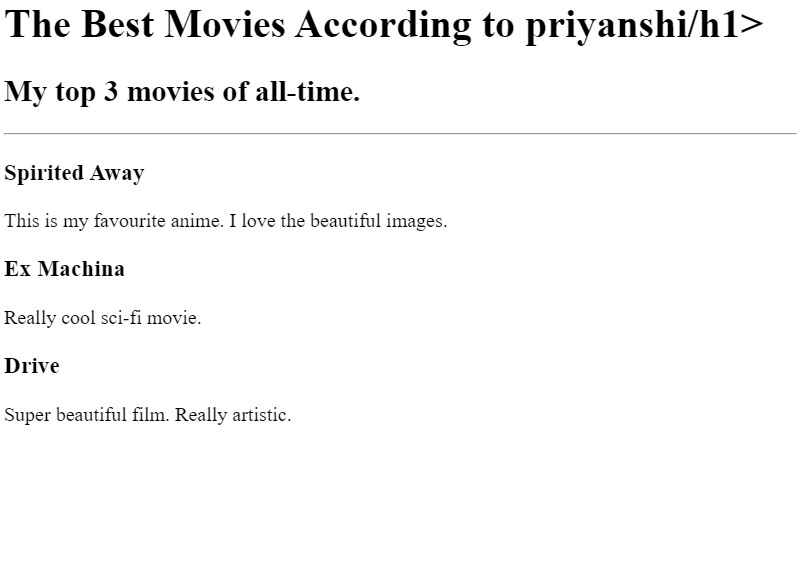 The Best Movies According to priyanshi/h1>
My top 3 movies of all-time.
Spirited Away
This is my favourite anime. I love the beautiful images.
Ex Machina
Really cool sci-fi movie.
Drive
Super beautiful film. Really artistic.